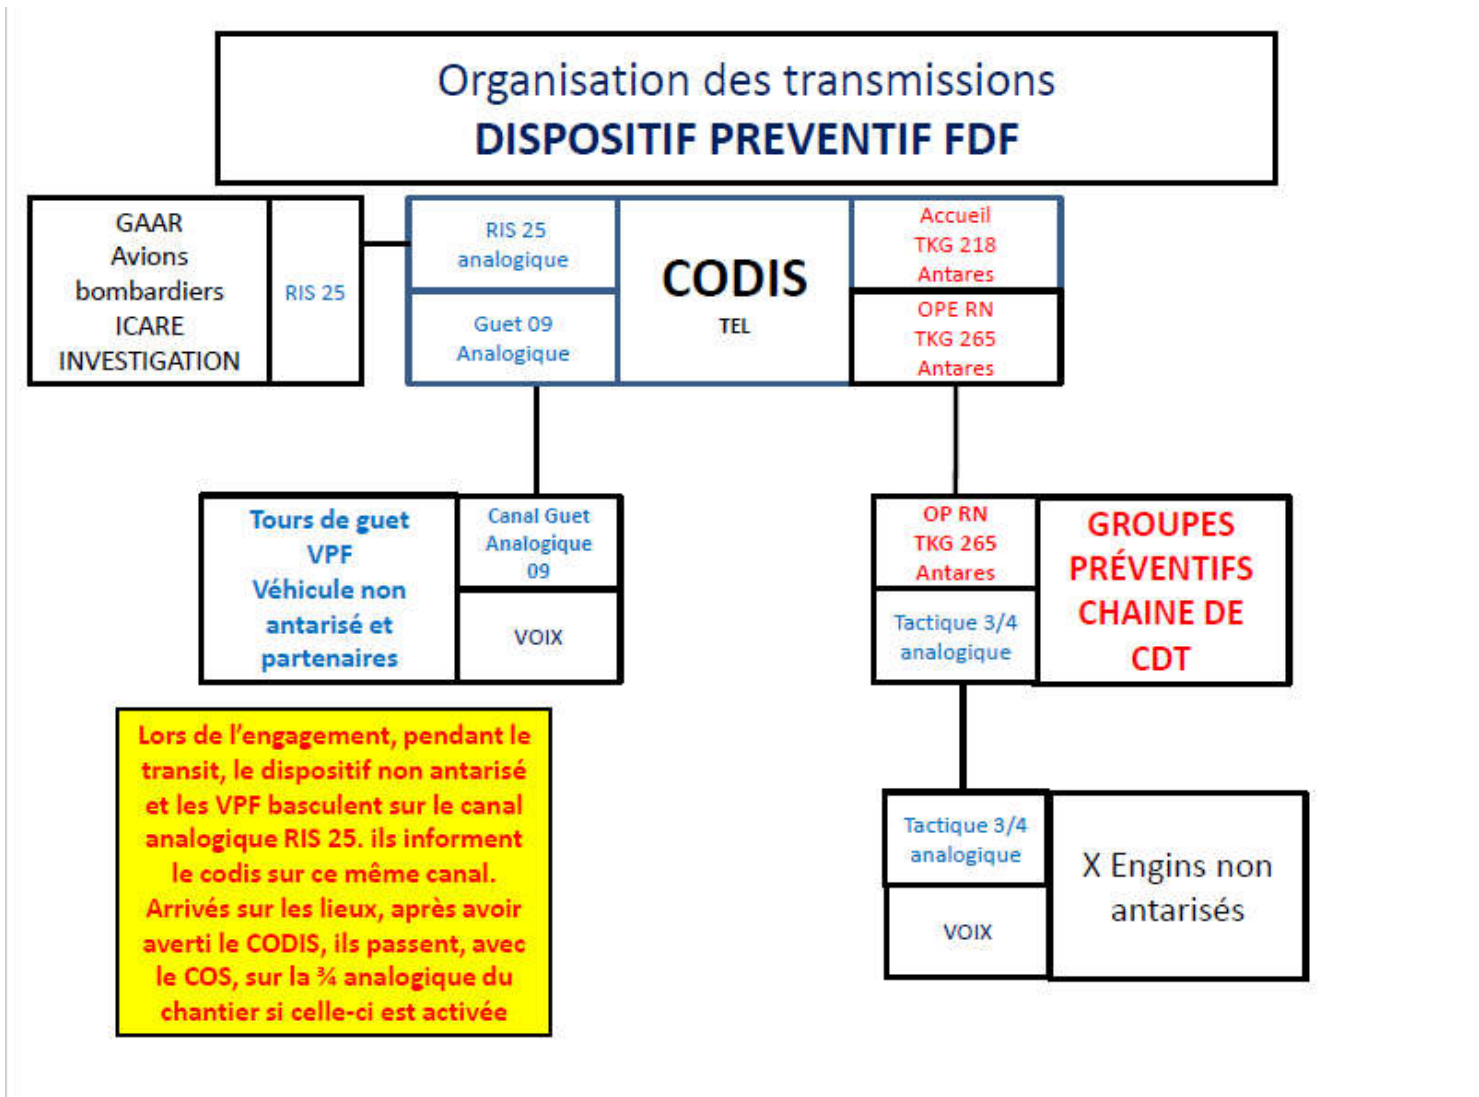 Organisation des transmissions
DISPOSITIF PREVENTIF FDF
GAAR
Avions
bombardiers
ICARE
INVESTIGATION
RIS 25
RIS 25
analogique
Guet 09
Analogique
CODIS
TEL
Accueil
TKG 218
Antares
OPE RN
TKG 265
Antares
Tours de guet
VPF
Véhicule non
antarisé et
partenaires
Canal Guet
Analogique
09
VOIX
OP RN
TKG 265
Antares
Tactique 3/4
analogique
GROUPES
PRÉVENTIFS
CHAINE DE
CDT
Lors de l’engagement, pendant le
transit, le dispositif non antarisé
et les VPF basculent sur le canal
analogique RIS 25. ils informent
le codis sur ce même canal.
Arrivés sur les lieux, après avoir
averti le CODIS, ils passent, avec
le COS, sur la ¾ analogique du
chantier si celle-ci est activée
Tactique 3/4
analogique
VOIX
X Engins non
antarisés